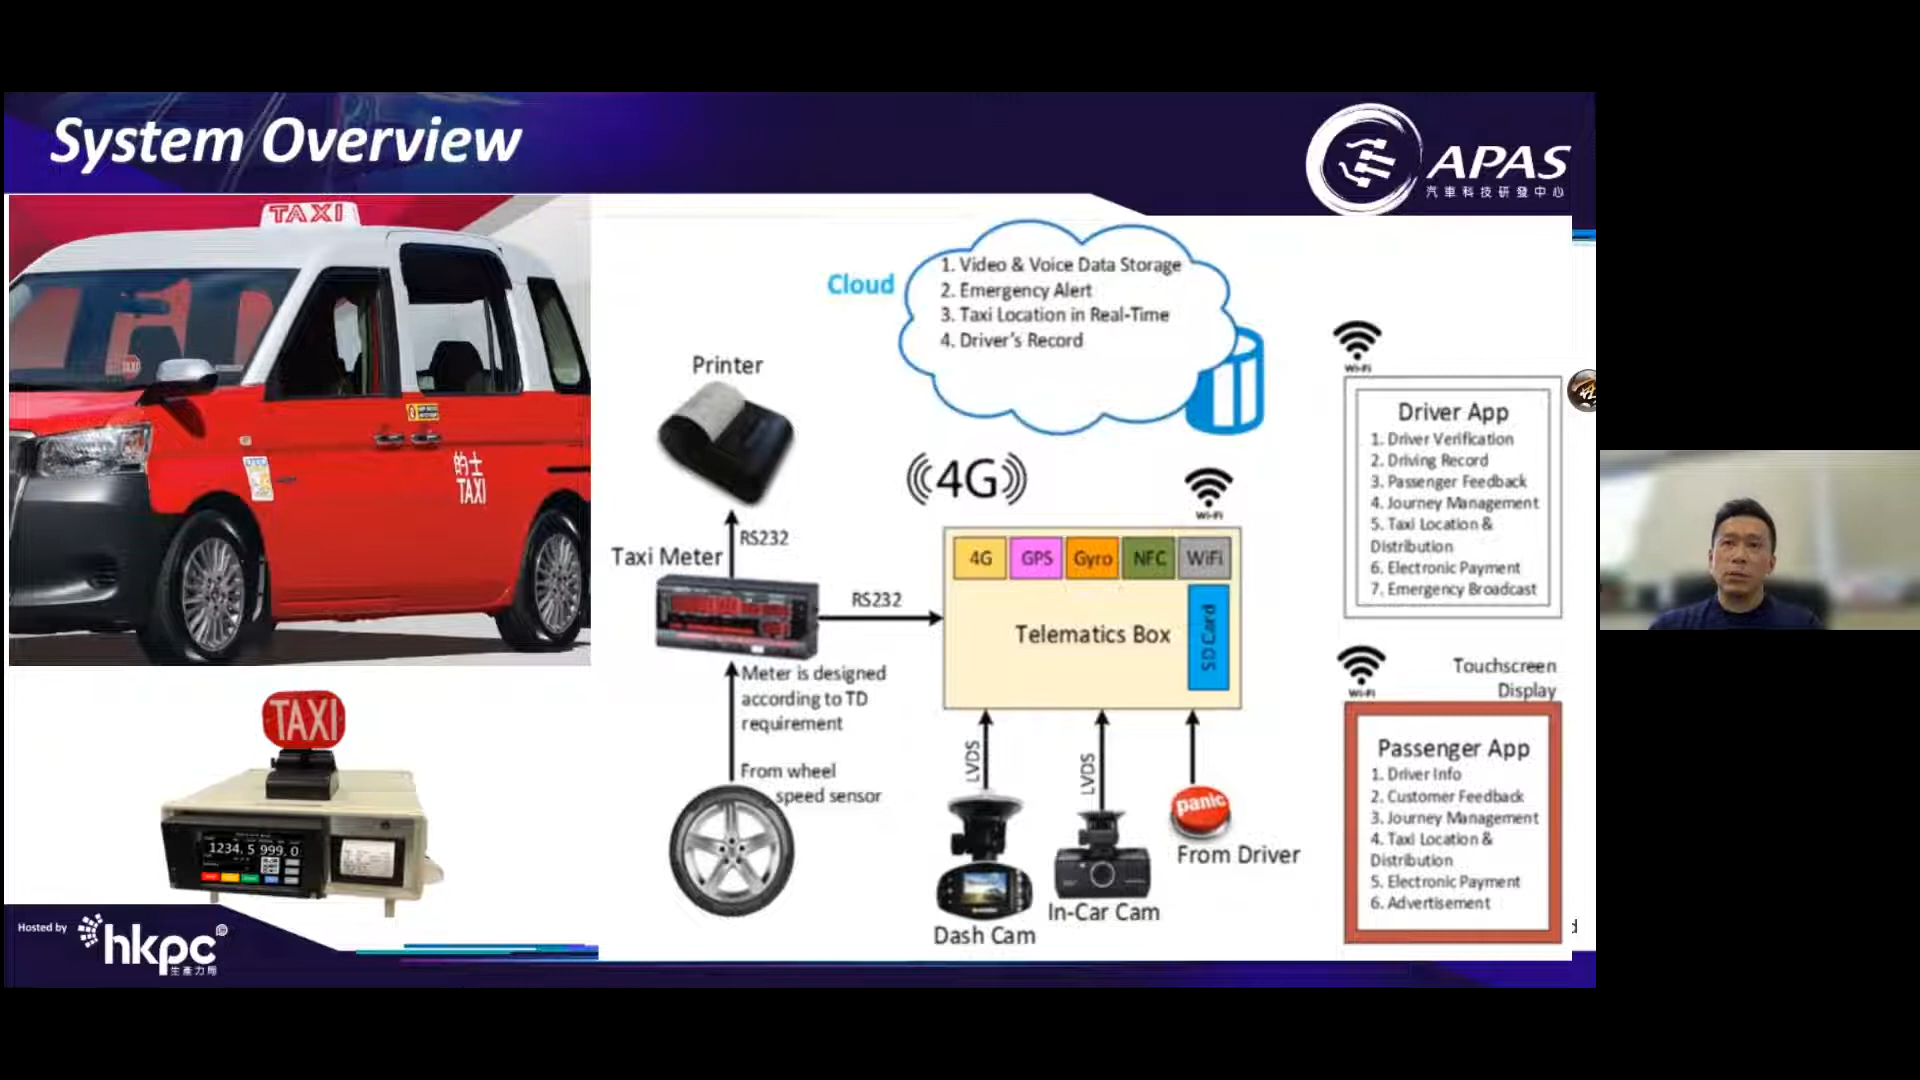 System Overview
APAS
汽車科技研發中心
TAXI
的士
TAXI
Cloud
1. Video & Voice Data Storage
2. Emergency Alert
3. Taxi Location in Real-Time
4. Driver's Record
Printer
4G
Wi-Fi
RS232
Taxi Meter
RS232
4G
GPS
Gyro
NFC
WiFi
Telematics Box
SD Card
Meter is designed
according to TD
requirement
From wheel
speed sensor
LVDS
LVDS
panic
From Driver
In-Car Cam
Dash Cam
Wi-Fi
Driver App
1. Driver Verification
2. Driving Record
3. Passenger Feedback
4. Journey Management
5. Taxi Location &
Distribution
6. Electronic Payment
7. Emergency Broadcast
Wi-Fi
Touchscreen
Display
Passenger App
1. Driver Info
2. Customer Feedback
3. Journey Management
4. Taxi Location &
Distribution
5. Electronic Payment
6. Advertisement
TAXI
1234.5 999.0
Hosted by
hkpc
生產力局
d